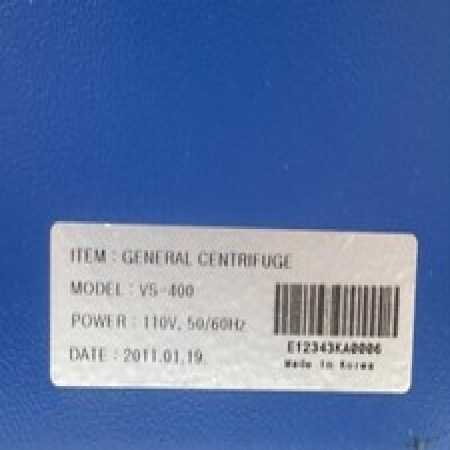 ITEM : GENERAL CENTRIFUGE
MODEL : VS-400
POWER : 110V, 50/60Hz
DATE : 2011.01.19.
E12343KA0006
Made in Korea